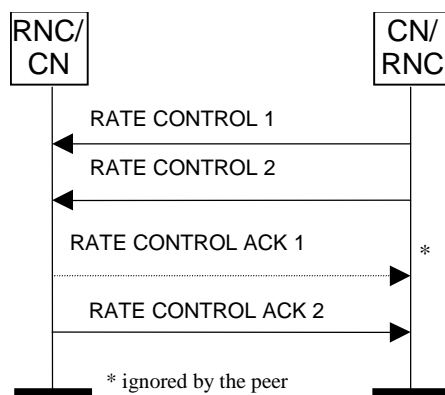 RNC/
CN
CN/
RNC
RATE CONTROL 1
RATE CONTROL 2
RATE CONTROL ACK 1
*
RATE CONTROL ACK 2
* ignored by the peer